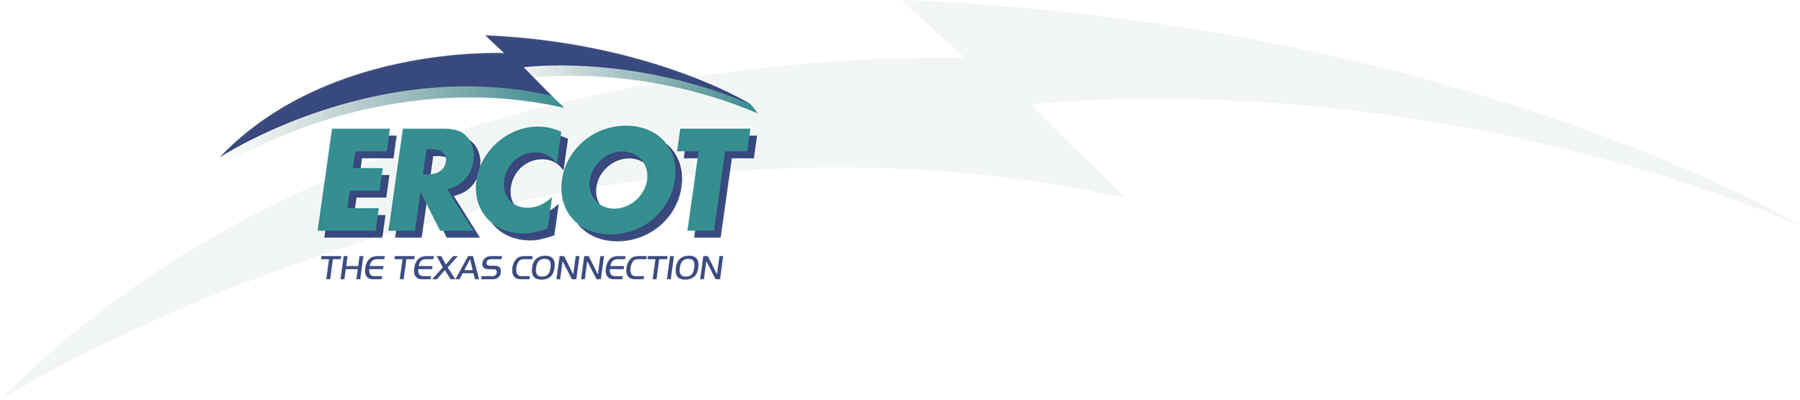 ERCOT
THE TEXAS CONNECTION